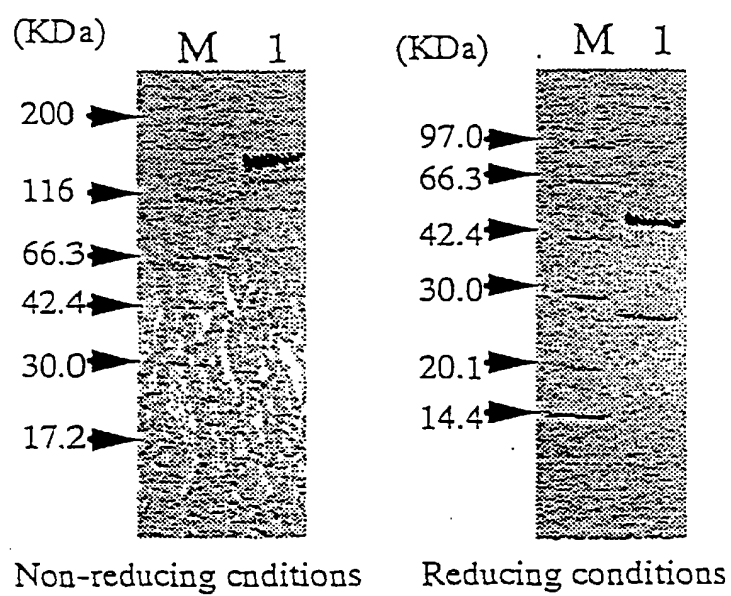 (KDa)
M 1
200
116
66.3
42.4
30.0
17.2
Non-reducing cnditions
(KDa)
M 1
97.0
66.3
42.4
30.0
20.1
14.4
Reducing conditions